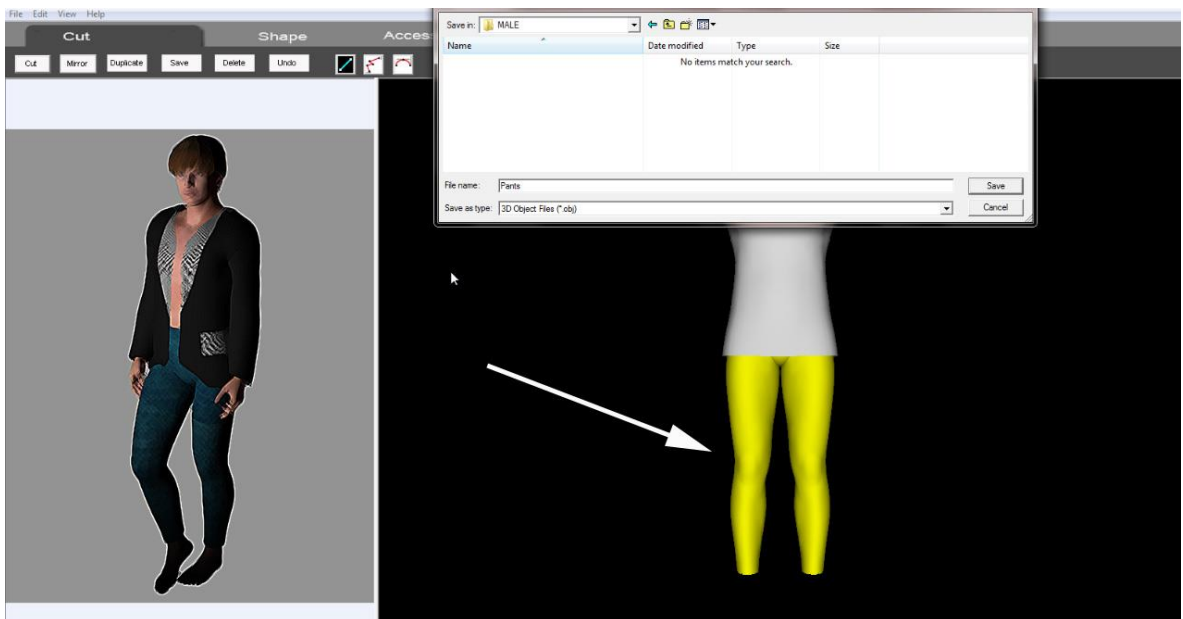 File Edit View Help
Cut Shape Acces
Cut Mirror Duplicate Save Delete Undo
Save in: MALE
Name Date modified Type Size
No items match your search.
File name: Pants Save
Save as type: 3D Object Files (*.obj) Cancel